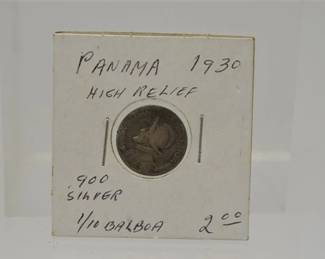 PANAMA 1930
HIGH RELIEF
.900
SILVER
1/10 BALBOA 2.00